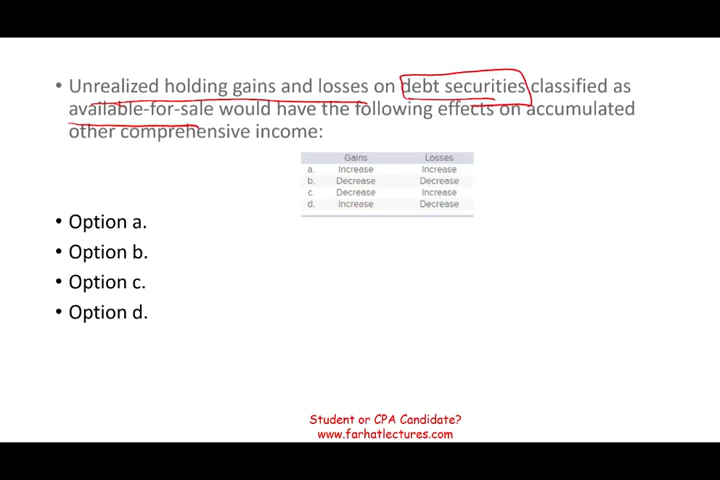 • Unrealized holding gains and losses on debt securities classified as
available-for-sale would have the following effects on accumulated
other comprehensive income:
Gains Losses
a. Increase Increase
b. Decrease Decrease
c. Decrease Increase
d. Increase Decrease
• Option a.
• Option b.
• Option c.
• Option d.
Student or CPA Candidate?
www.farhatlectures.com